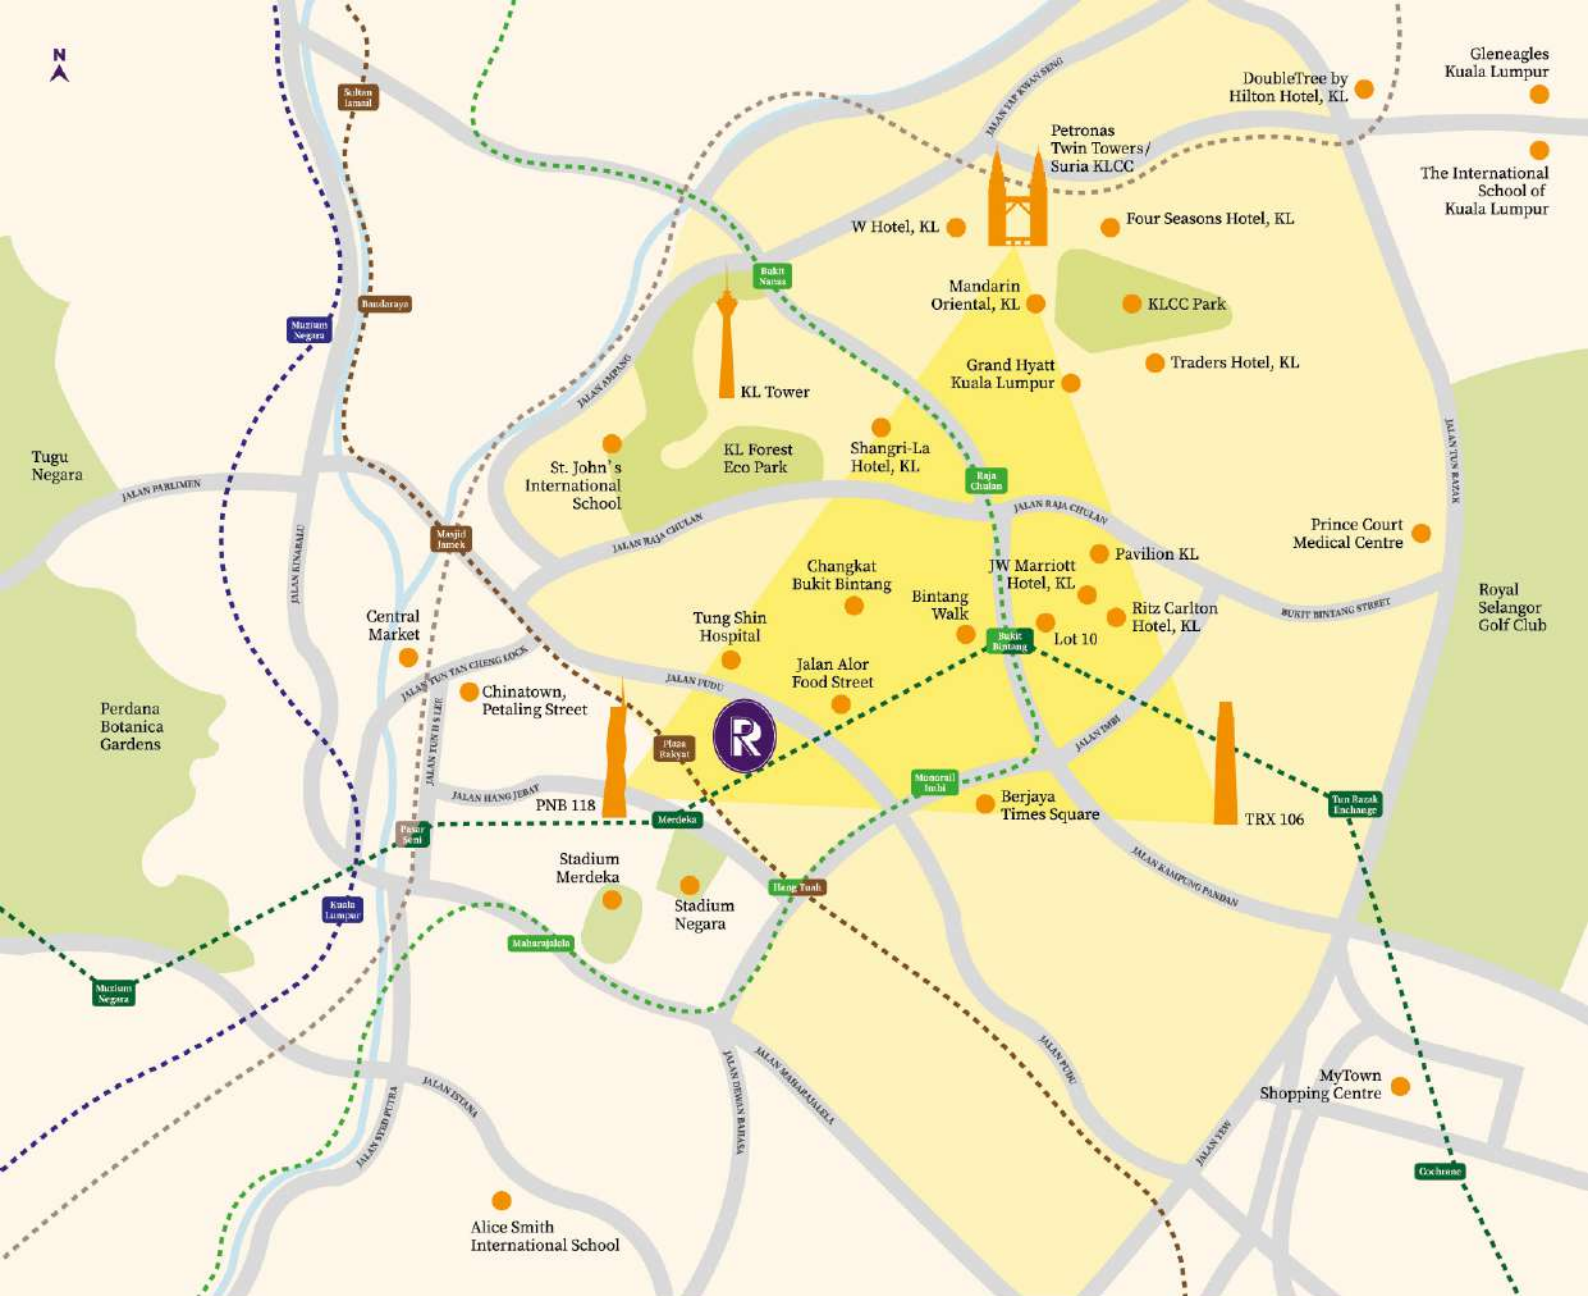 N
Sultan
Ismail
JALAN YAP KWAN SENG
DoubleTree by
Hilton Hotel, KL
Gleneagles
Kuala Lumpur
Petronas
Twin Towers/
Suria KLCC
The International
School of
Kuala Lumpur
W Hotel, KL
Four Seasons Hotel, KL
Bukit
Nanas
Bandaraya
Muzium
Negara
Mandarin
Oriental, KL
KLCC Park
JALAN AMPANG
KL Tower
Grand Hyatt
Kuala Lumpur
Traders Hotel, KL
Tugu
Negara
JALAN PARLIMEN
St. John's
International
School
KL Forest
Eco Park
Shangri-La
Hotel, KL
Raja
Chulan
JALAN TUN RAZAK
JALAN RAJA CHULAN
JALAN RAJA CHULAN
Masjid
Jamek
JALAN KINABALU
Prince Court
Medical Centre
Pavilion KL
Changkat
Bukit Bintang
JW Marriott
Hotel, KL
Bintang
Walk
Ritz Carlton
Hotel, KL
BUKIT BINTANG STREET
Royal
Selangor
Golf Club
Central
Market
Tung Shin
Hospital
Bukit
Bintang
Lot 10
JALAN TUN TAN CHENG LOCK
JALAN PUDU
Jalan Alor
Food Street
Chinatown,
Petaling Street
Perdana
Botanica
Gardens
JALAN TUN H S LEE
Plaza
Rakyat
R
JALAN IMBI
JALAN HANG JEBAT
PNB 118
Monorail
Imbi
Berjaya
Times Square
TRX 106
Tun Razak
Exchange
Pasar
Seni
Merdeka
Stadium
Merdeka
Stadium
Negara
Hang Tuah
JALAN KAMPUNG PANDAN
Kuala
Lumpur
Maharajalela
Muzium
Negara
JALAN ISTANA
JALAN SYED PUTRA
JALAN DEWAN BAHASA
JALAN MAHARAJALELA
JALAN PUDU
MyTown
Shopping Centre
JALAN YEW
Cochrane
Alice Smith
International School